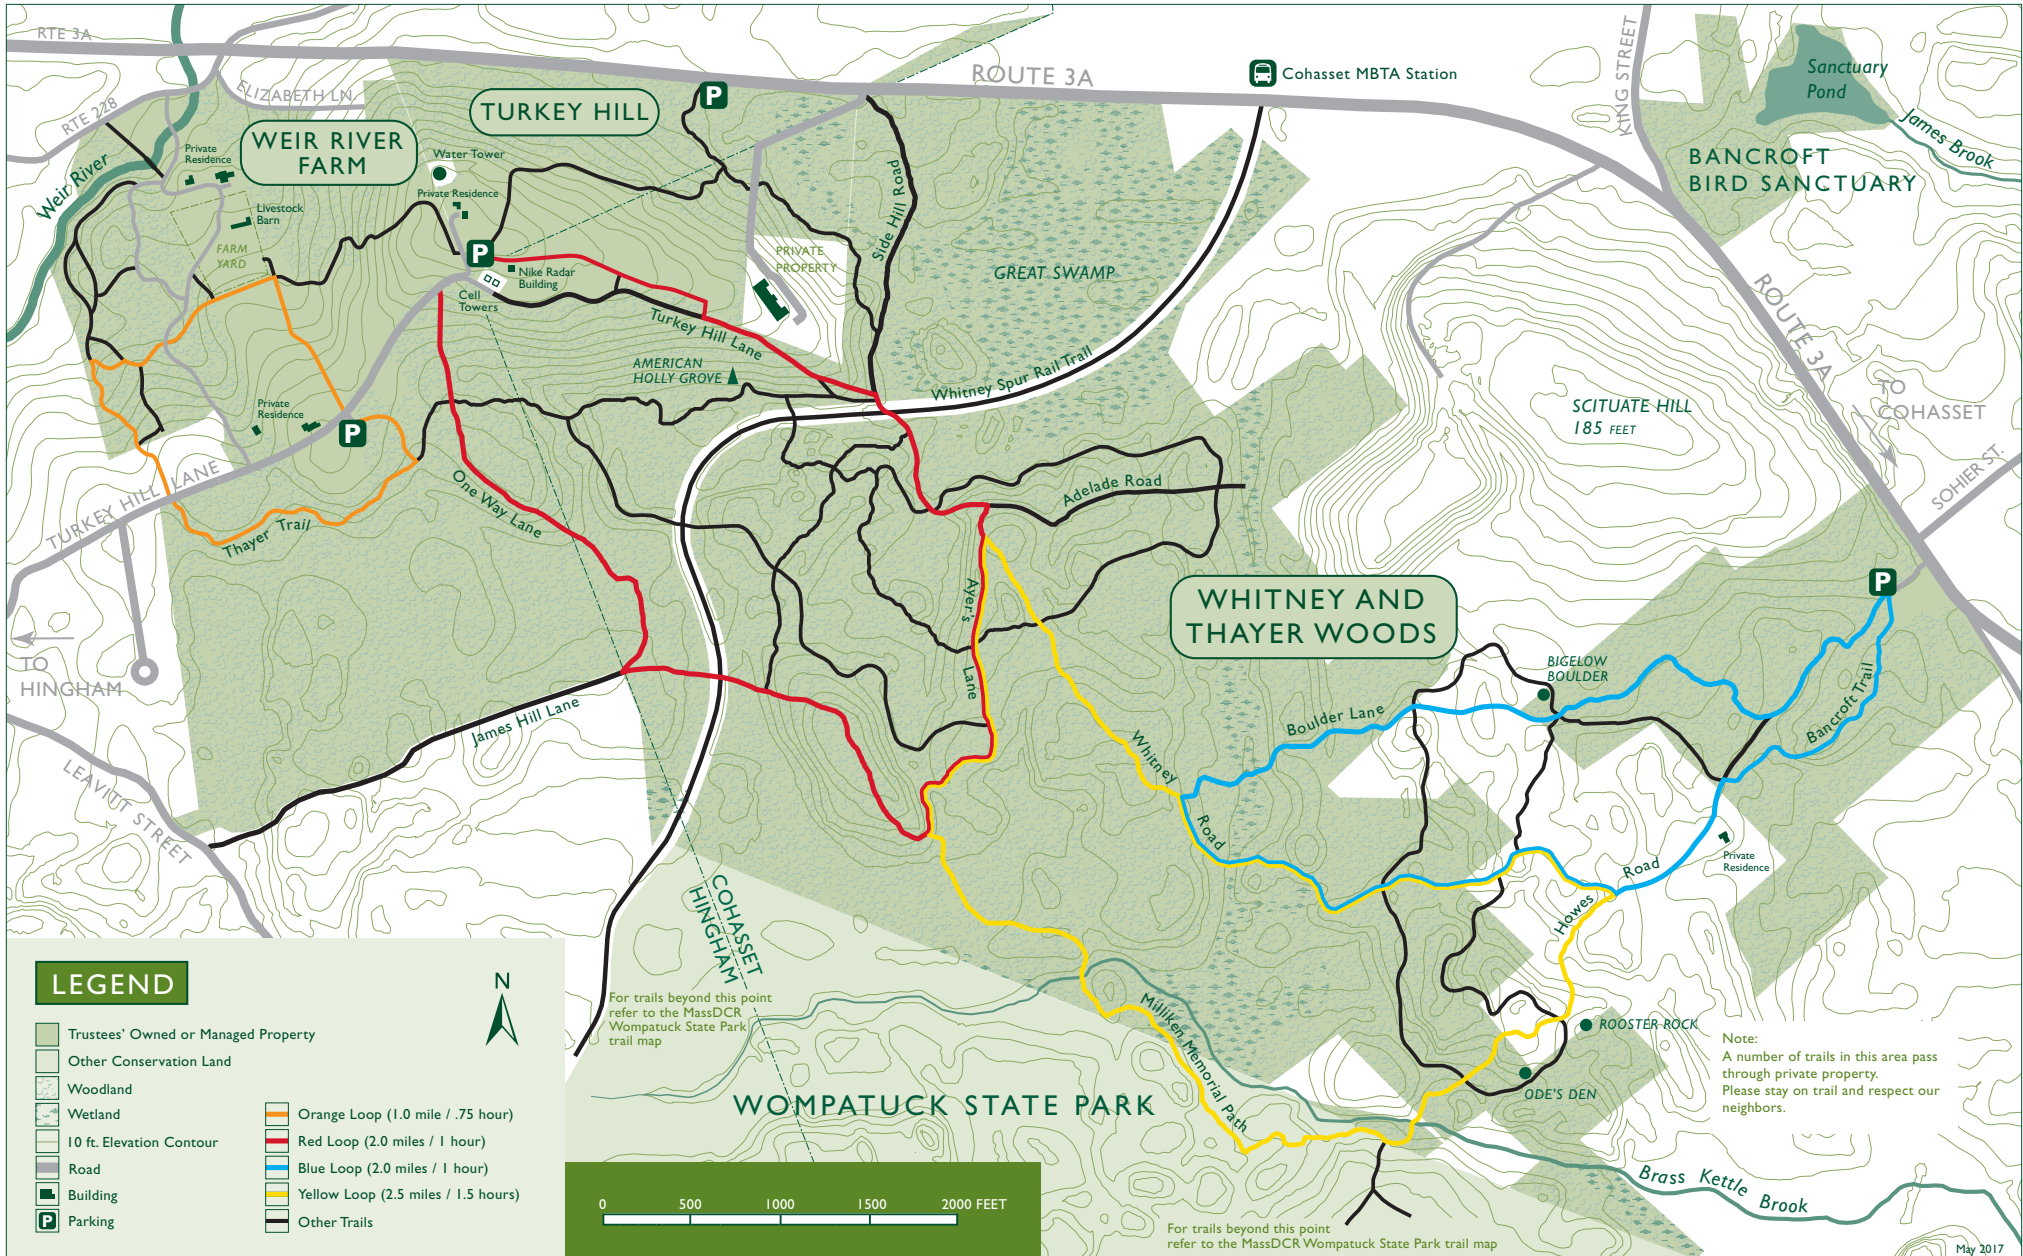 RTE 3A
ROUTE 3A
Cohasset MBTA Station
KING STREET
Sanctuary
Pond
James Brook
BANCROFT
BIRD SANCTUARY
RTE 228
ELIZABETH LN.
TURKEY HILL
WEIR RIVER
FARM
Weir River
Private
Residence
Livestock
Barn
FARM
YARD
Water Tower
Private Residence
P
P
Nike Radar
Building
Cell
Towers
Side Hill Road
PRIVATE
PROPERTY
GREAT SWAMP
Turkey Hill Lane
AMERICAN
HOLLY GROVE
Whitney Spur Rail Trail
ROUTE 3A
TO
COHASSET
SCITUATE HILL
185 FEET
SOHIER ST.
Private
Residence
P
TURKEY HILL LANE
Thayer Trail
One Way Lane
Adelade Road
Ayer's
Lane
WHITNEY AND
THAYER WOODS
P
TO
HINGHAM
BIGELOW
BOULDER
Boulder Lane
Bancroft Trail
James Hill Lane
LEAVITT STREET
Whitney
Road
Private
Residence
Howes
Road
COHASSET
HINGHAM
For trails beyond this point
refer to the MassDCR
Wompatuck State Park
trail map
Milliken Memorial Path
ROOSTER ROCK
ODE'S DEN
Note:
A number of trails in this area pass
through private property.
Please stay on trail and respect our
neighbors.
WOMPATUCK STATE PARK
Brass Kettle Brook
For trails beyond this point
refer to the MassDCR Wompatuck State Park trail map
LEGEND
N
Trustees' Owned or Managed Property
Other Conservation Land
Woodland
Wetland
10 ft. Elevation Contour
Road
Building
P Parking
Orange Loop (1.0 mile / .75 hour)
Red Loop (2.0 miles / 1 hour)
Blue Loop (2.0 miles / 1 hour)
Yellow Loop (2.5 miles / 1.5 hours)
Other Trails
0 500 1000 1500 2000 FEET
May 2017